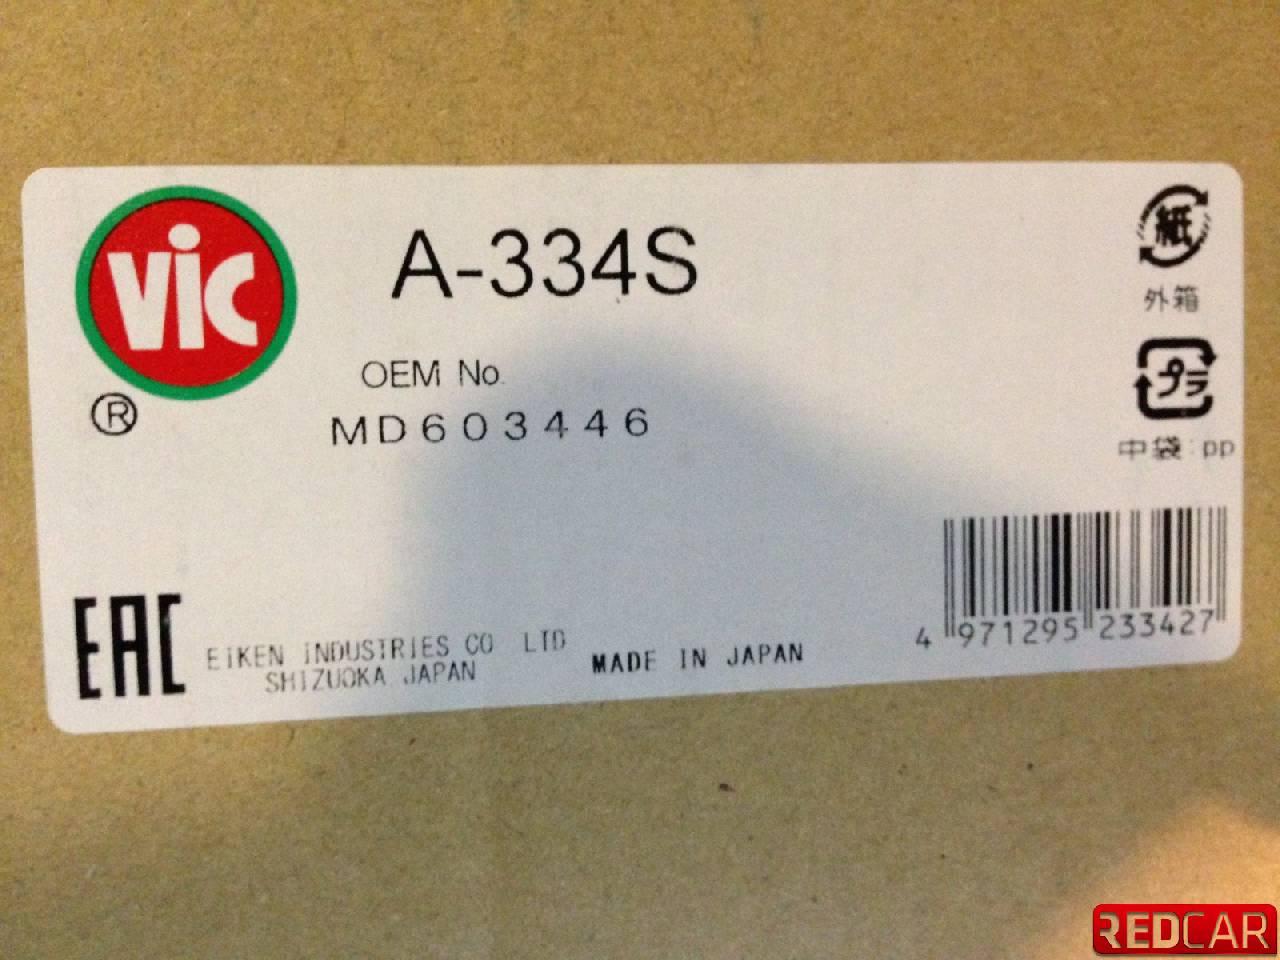 vic
®
A-334S
OEM No.
MD603446
紙
外箱
プラ
中袋:pp
EAC
EIKEN INDUSTRIES CO LTD
SHIZUOKA JAPAN
MADE IN JAPAN
4 971295 233427
REDCAR